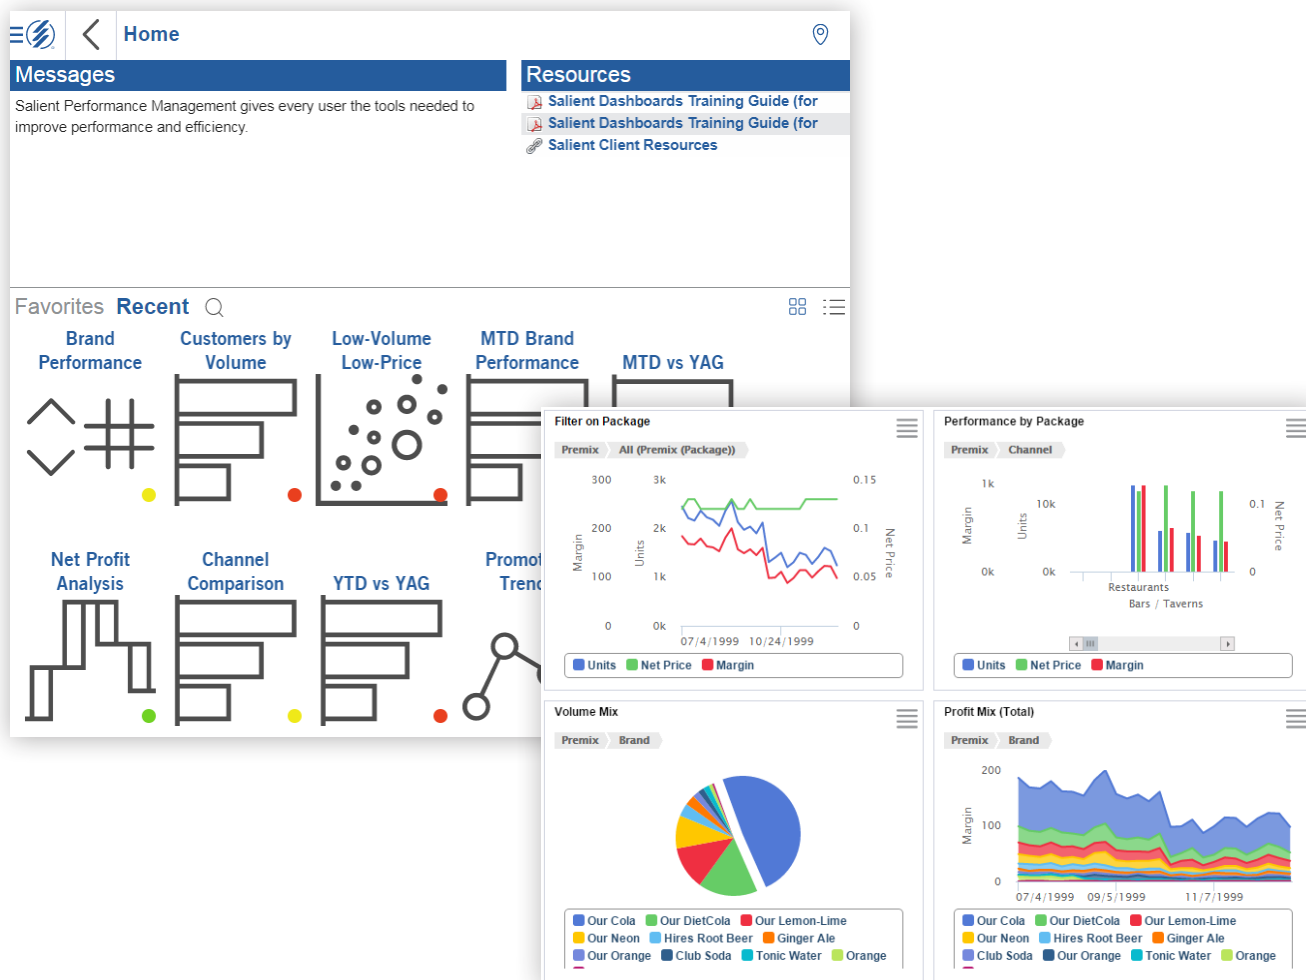 Home
Messages
Salient Performance Management gives every user the tools needed to
improve performance and efficiency.
Resources
Salient Dashboards Training Guide (for
Salient Dashboards Training Guide (for
Salient Client Resources
Favorites Recent
Brand
Performance
Customers by
Volume
Low-Volume
Low-Price
MTD Brand
Performance
MTD vs YAG
Net Profit
Analysis
Channel
Comparison
YTD vs YAG
Promot
Trend
Filter on Package
Premix All (Premix (Package))
300 3k 0.15
200 2k 0.1
100 1k 0.05
0 0k 0
Margin
Units
Net Price
07/4/1999 10/24/1999
Units Net Price Margin
Performance by Package
Premix Channel
1k
10k 0.1
0k 0k 0
Margin
Units
Net Price
Restaurants
Bars / Taverns
Units Net Price Margin
Volume Mix
Premix Brand
Our Cola Our DietCola Our Lemon-Lime
Our Neon Hires Root Beer Ginger Ale
Our Orange Club Soda Tonic Water Orange
Profit Mix (Total)
Premix Brand
200
100
0
Margin
07/4/1999 09/5/1999 11/7/1999
Our Cola Our DietCola Our Lemon-Lime
Our Neon Hires Root Beer Ginger Ale
Club Soda Our Orange Tonic Water Orange